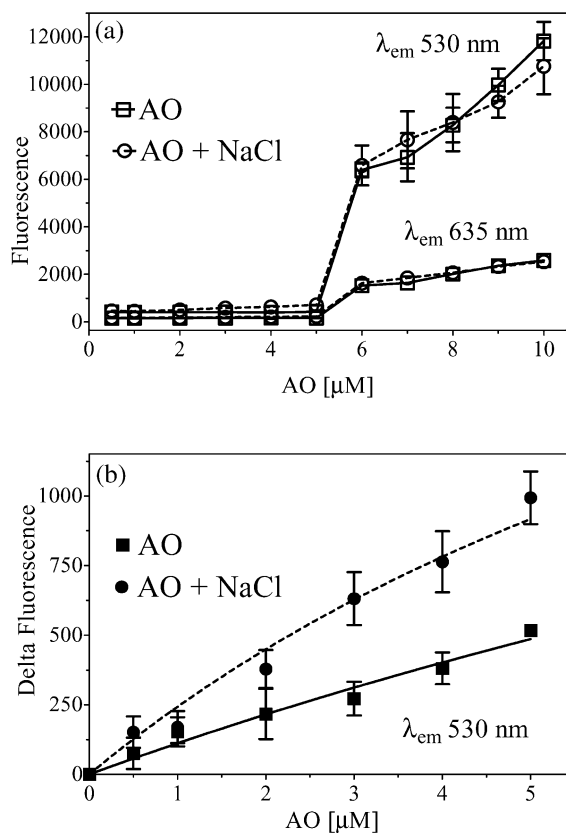 (a)
12000
10000
8000
6000
4000
2000
0
Fluorescence
AO
AO + NaCl
λem 530 nm
λem 635 nm
0 2 4 6 8 10
AO [μM]
(b)
1000
750
500
250
0
Delta Fluorescence
AO
AO + NaCl
λem 530 nm
0 1 2 3 4 5
AO [μM]